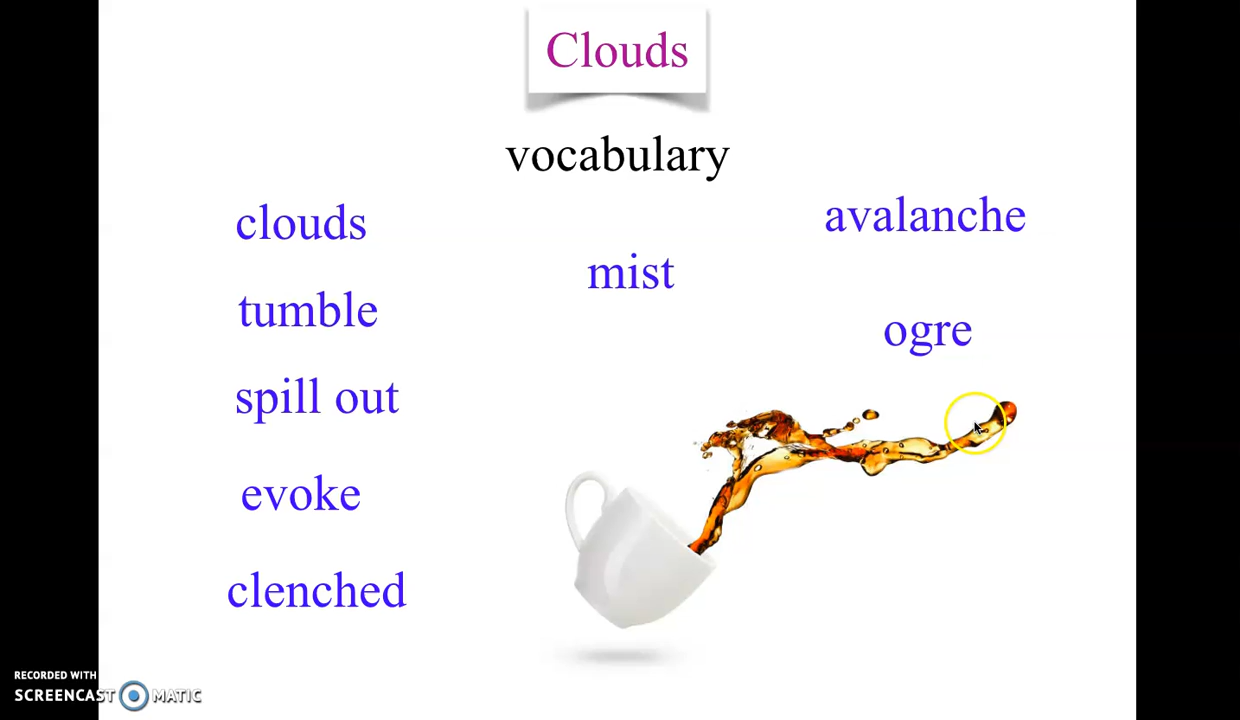 Clouds
vocabulary
clouds
tumble
spill out
evoke
clenched
mist
avalanche
ogre
RECORDED WITH
SCREENCAST MATIC